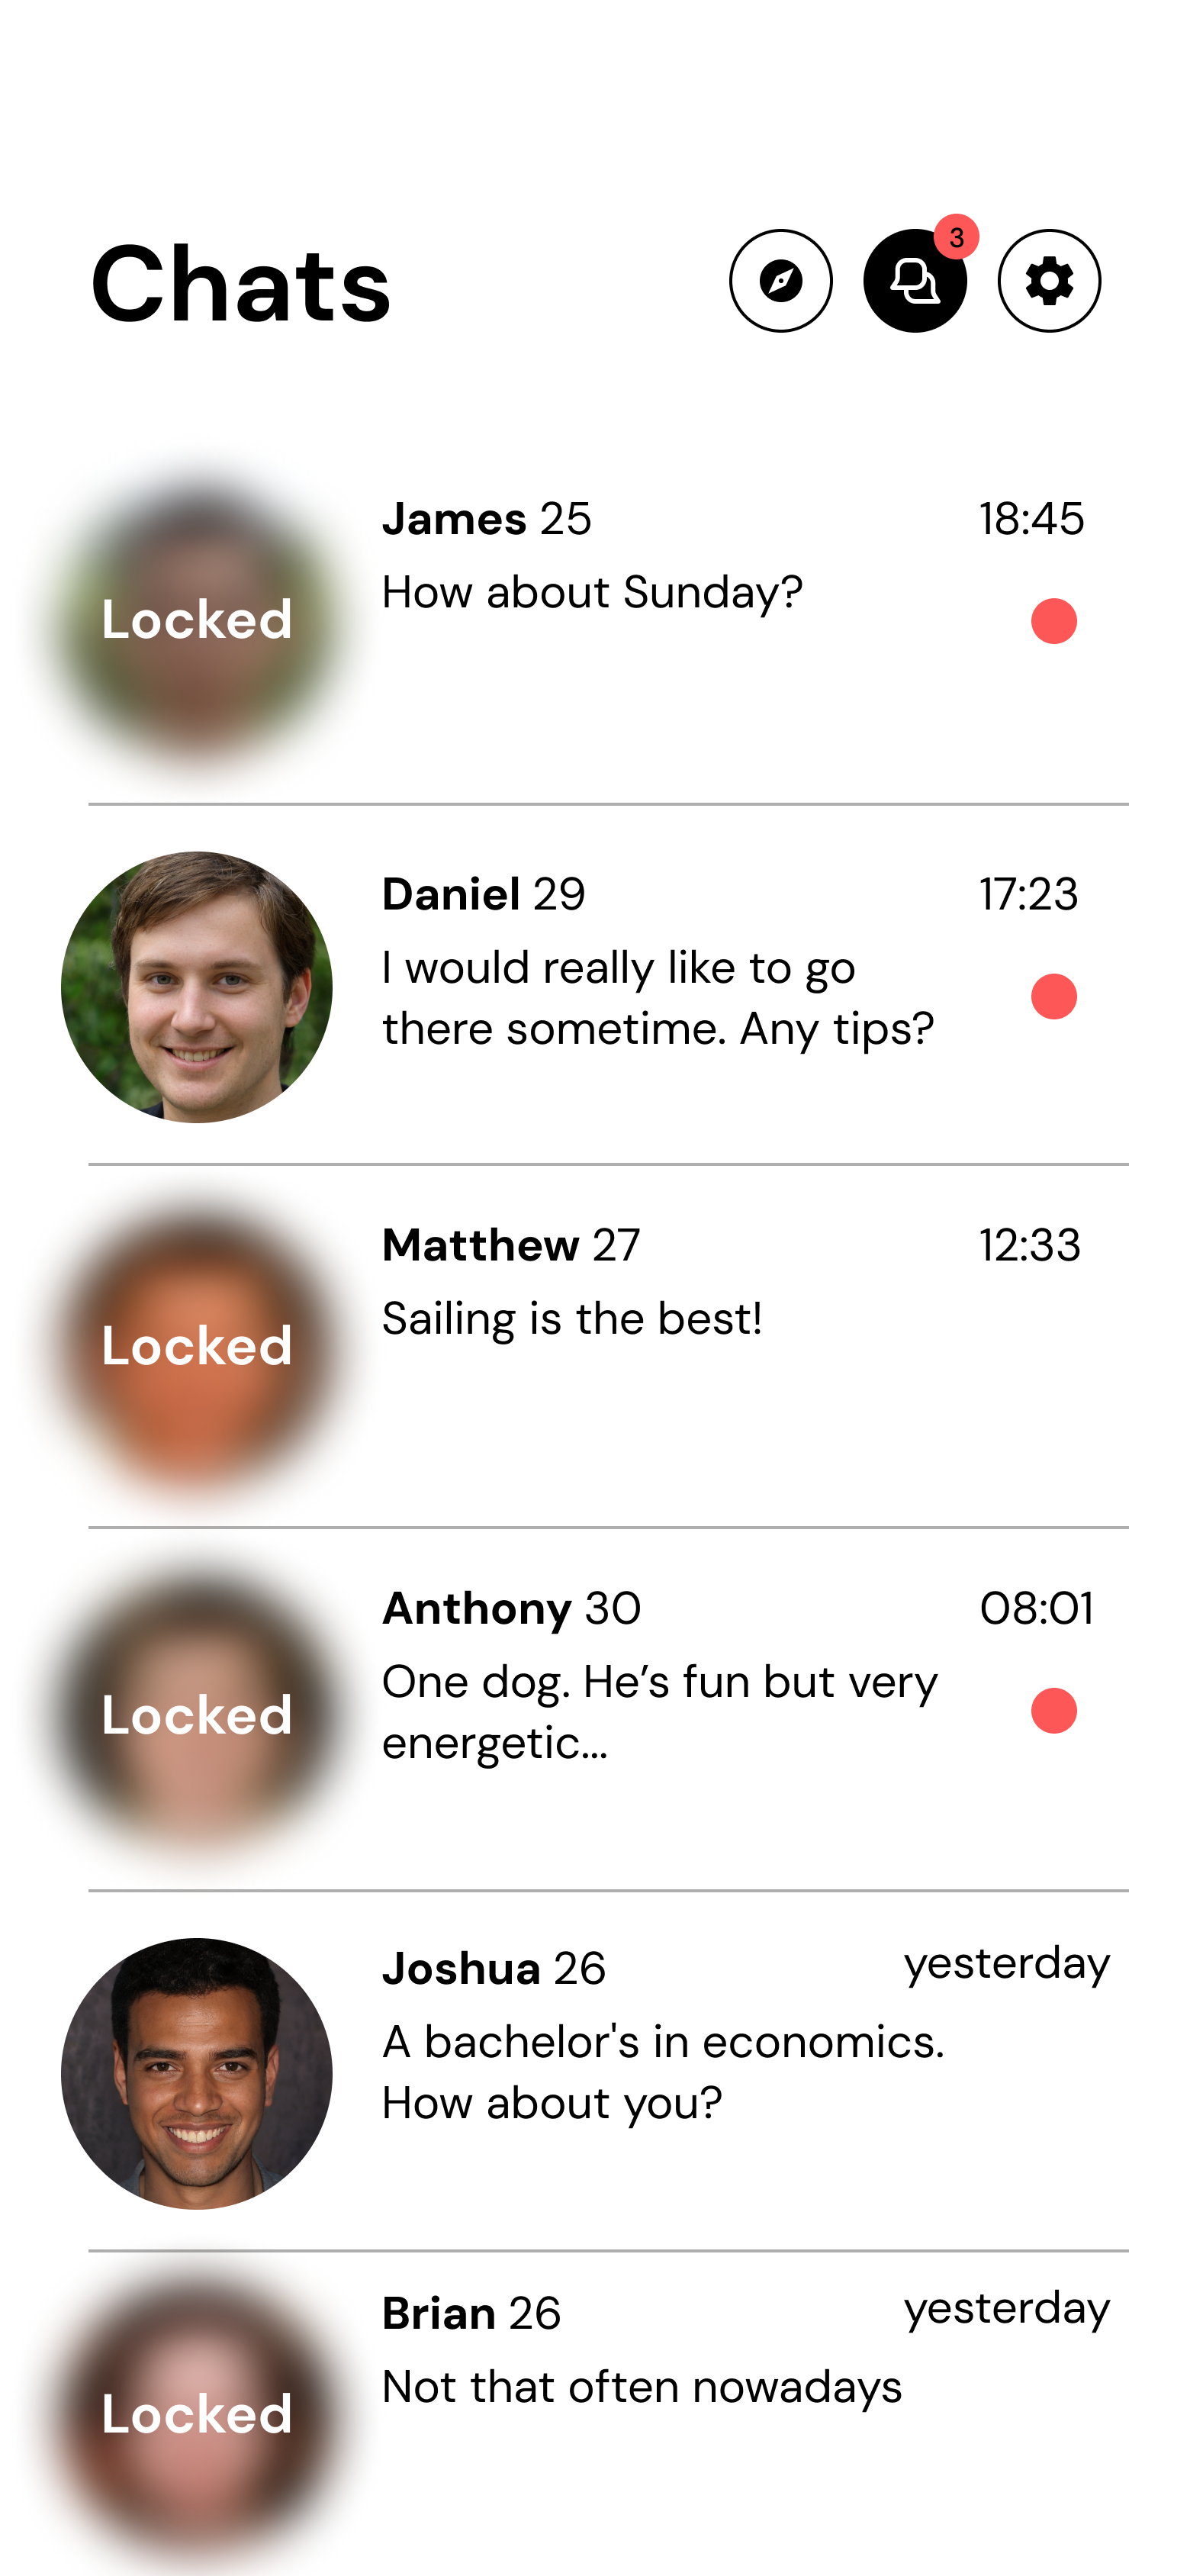 Chats
3
James 25
18:45
How about Sunday?
Locked
Daniel 29
17:23
I would really like to go
there sometime. Any tips?
Matthew 27
12:33
Sailing is the best!
Locked
Anthony 30
08:01
One dog. He’s fun but very
energetic...
Locked
Joshua 26
yesterday
A bachelor's in economics.
How about you?
Brian 26
yesterday
Not that often nowadays
Locked